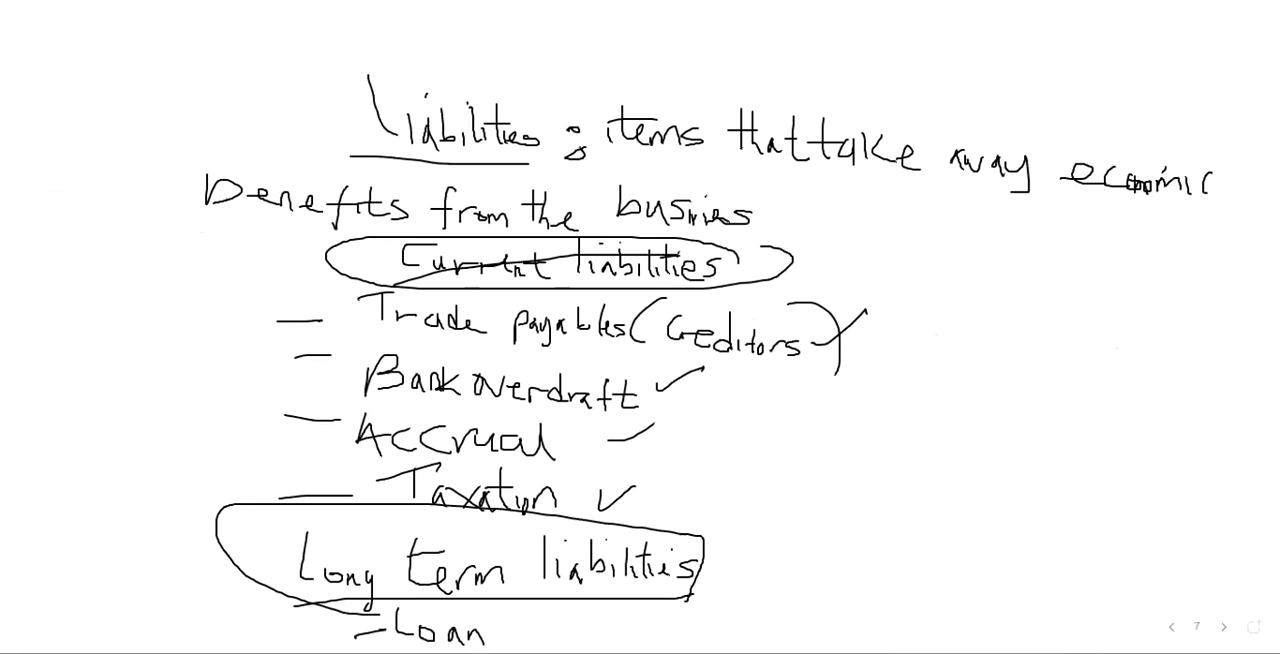 Liabilities : items that take away economic
Benefits from the business
Current liabilities
— Trade payables (Creditors)
— Bank overdraft ✓
— Accrual ✓
— Taxation ✓
Long term liabilities
= Loan
< 7 >